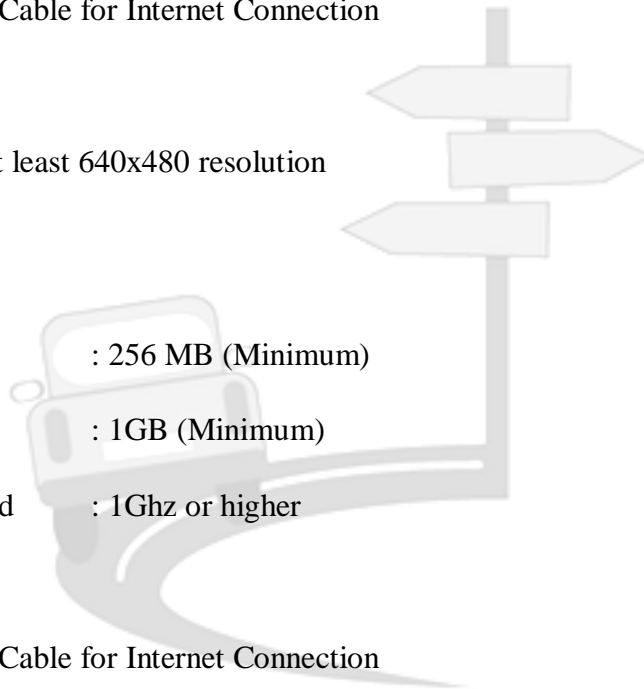 Cable for Internet Connection
least 640x480 resolution
: 256 MB (Minimum)
: 1GB (Minimum)
: 1Ghz or higher
Cable for Internet Connection